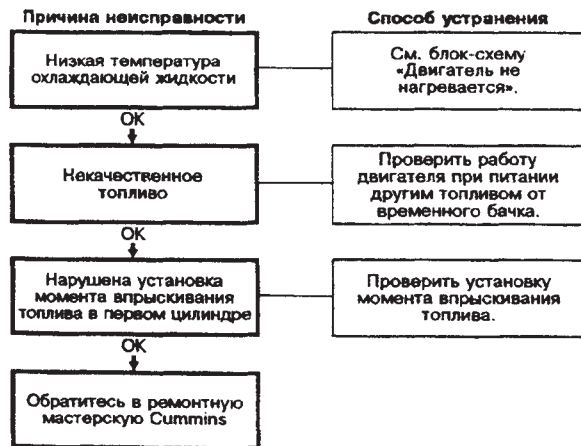 Причина неисправности
Способ устранения
Низкая температура
охлаждающей жидкости
См. блок-схему
«Двигатель не
нагревается».
ОК
Некачественное
топливо
Проверить работу
двигателя при питании
другим топливом от
временного бачка.
ОК
Нарушена установка
момента впрыскивания
топлива в первом цилиндре
Проверить установку
момента впрыскивания
топлива.
ОК
Обратитесь в ремонтную
мастерскую Cummins